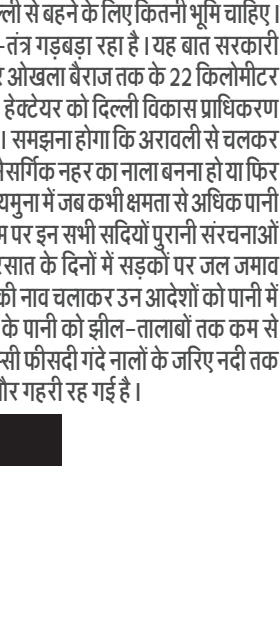 ल्ली से बहने के लिए कितनी भूमि चाहिए।
-तंत्र गड़बड़ा रहा है। यह बात सरकारी
र ओखला बैराज तक के 22 किलोमीटर
हेक्टेयर को दिल्ली विकास प्राधिकरण
। समझना होगा कि अरावली से चलकर
नैसर्गिक नहर का नाला बनना हो या फिर
यमुना में जब कभी क्षमता से अधिक पानी
म पर इन सभी सदियों पुरानी संरचनाओं
रसात के दिनों में सड़कों पर जल जमाव
की नाव चलाकर उन आदेशों को पानी में
के पानी को झील-तालाबों तक कम से
स्सी फीसदी गंदे नालों के जरिए नदी तक
और गहरी रह गई है।